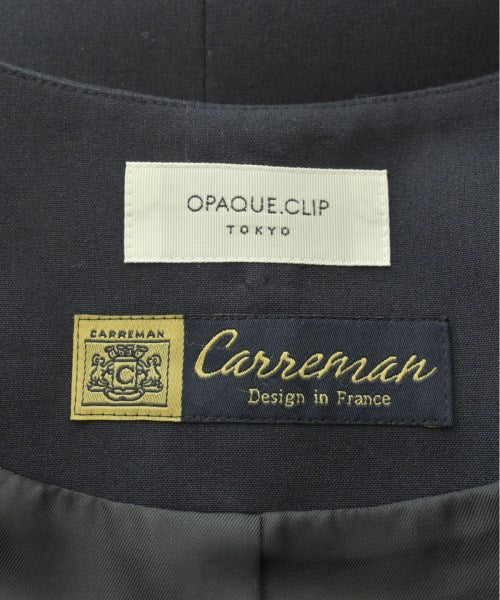 OPAQUE.CLIP
TOKYO
CARREMAN
C
Carreman
Design in France